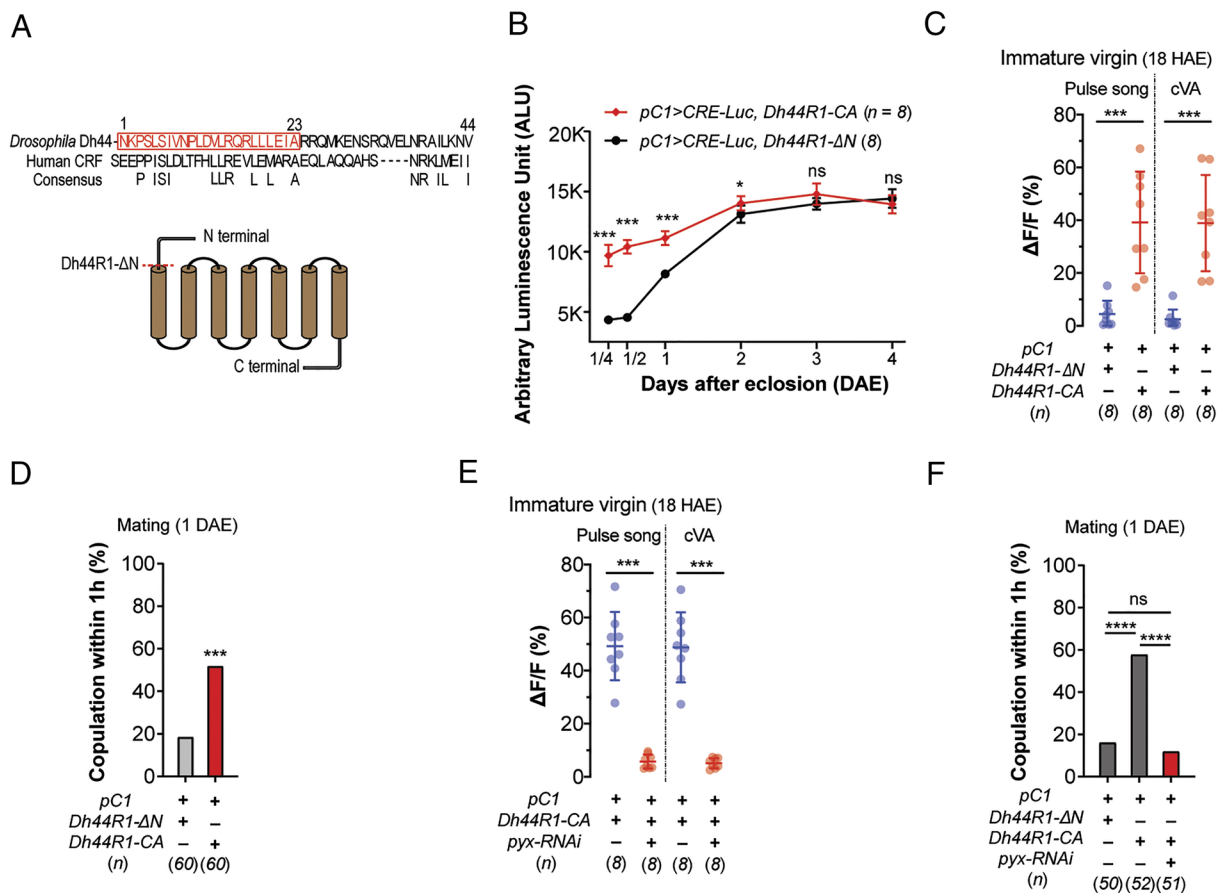 A
1 23 44
Drosophila Dh44-NKPSLSIVNPLDVLRQRLLLEIARRQMKENSRQVELNRAILKNV
Human CRF SEEPPISLDLTFHLLREVLEMARAEQLAQQAHS----NRKLMEII
Consensus P ISI LLR L L A NR IL I
N terminal
Dh44R1-ΔN
C terminal
B
pC1>CRE-Luc, Dh44R1-CA (n = 8)
pC1>CRE-Luc, Dh44R1-ΔN (8)
Arbitrary Luminescence Unit (ALU)
20K
15K
10K
5K
*** *** *** * ns ns
1/4 1/2 1 2 3 4
Days after eclosion (DAE)
C
Immature virgin (18 HAE)
Pulse song cVA
*** ***
ΔF/F (%)
80
60
40
20
0
pC1 + + + +
Dh44R1-ΔN + – + –
Dh44R1-CA – + – +
(n) (8) (8) (8) (8)
D
Mating (1 DAE)
Copulation within 1h (%)
100
80
60
40
20
0
***
pC1 + +
Dh44R1-ΔN + –
Dh44R1-CA – +
(n) (60) (60)
E
Immature virgin (18 HAE)
Pulse song cVA
*** ***
ΔF/F (%)
80
60
40
20
0
pC1 + + + +
Dh44R1-CA + + + +
pyx-RNAi – + – +
(n) (8) (8) (8) (8)
F
Mating (1 DAE)
Copulation within 1h (%)
100
80
60
40
20
0
ns
**** ****
pC1 + + +
Dh44R1-ΔN + – –
Dh44R1-CA – + +
pyx-RNAi – – +
(n) (50) (52) (51)